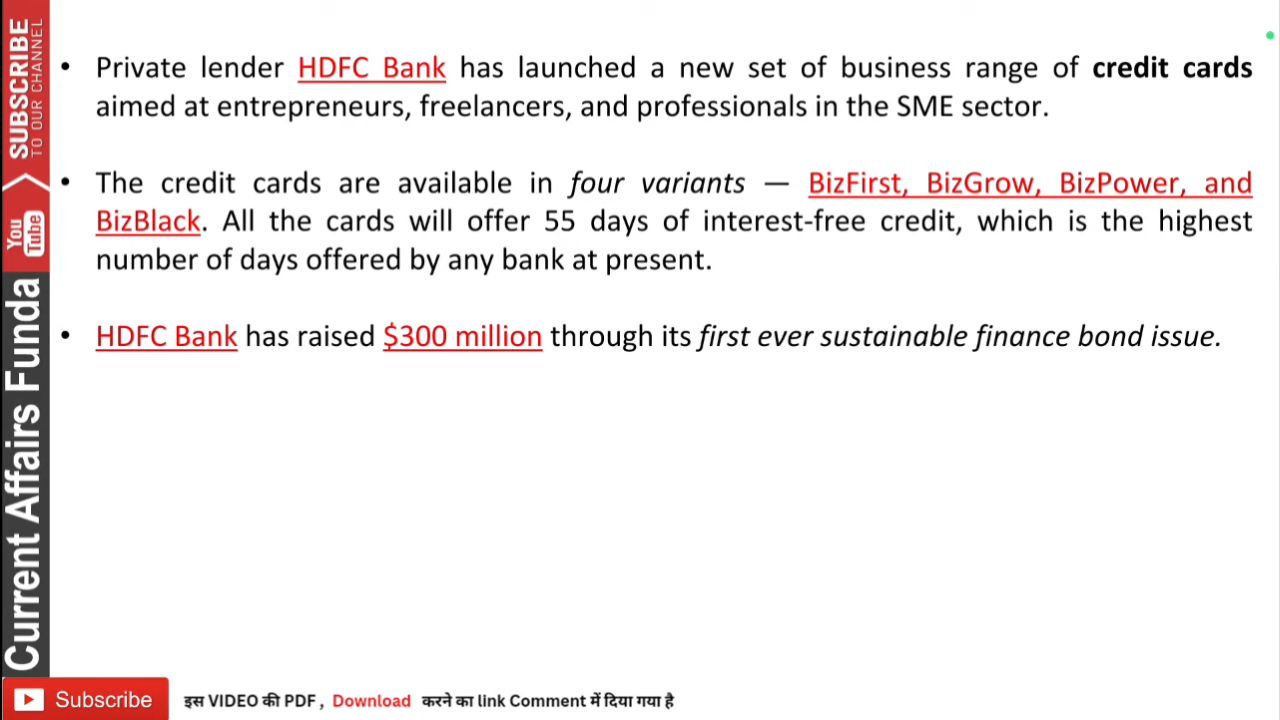 • Private lender HDFC Bank has launched a new set of business range of credit cards
aimed at entrepreneurs, freelancers, and professionals in the SME sector.
• The credit cards are available in four variants — BizFirst, BizGrow, BizPower, and
BizBlack. All the cards will offer 55 days of interest-free credit, which is the highest
number of days offered by any bank at present.
• HDFC Bank has raised $300 million through its first ever sustainable finance bond issue.
SUBSCRIBE
TO OUR CHANNEL
You
Tube
Current Affairs Funda
Subscribe
इस VIDEO की PDF , Download करने का link Comment में दिया गया है